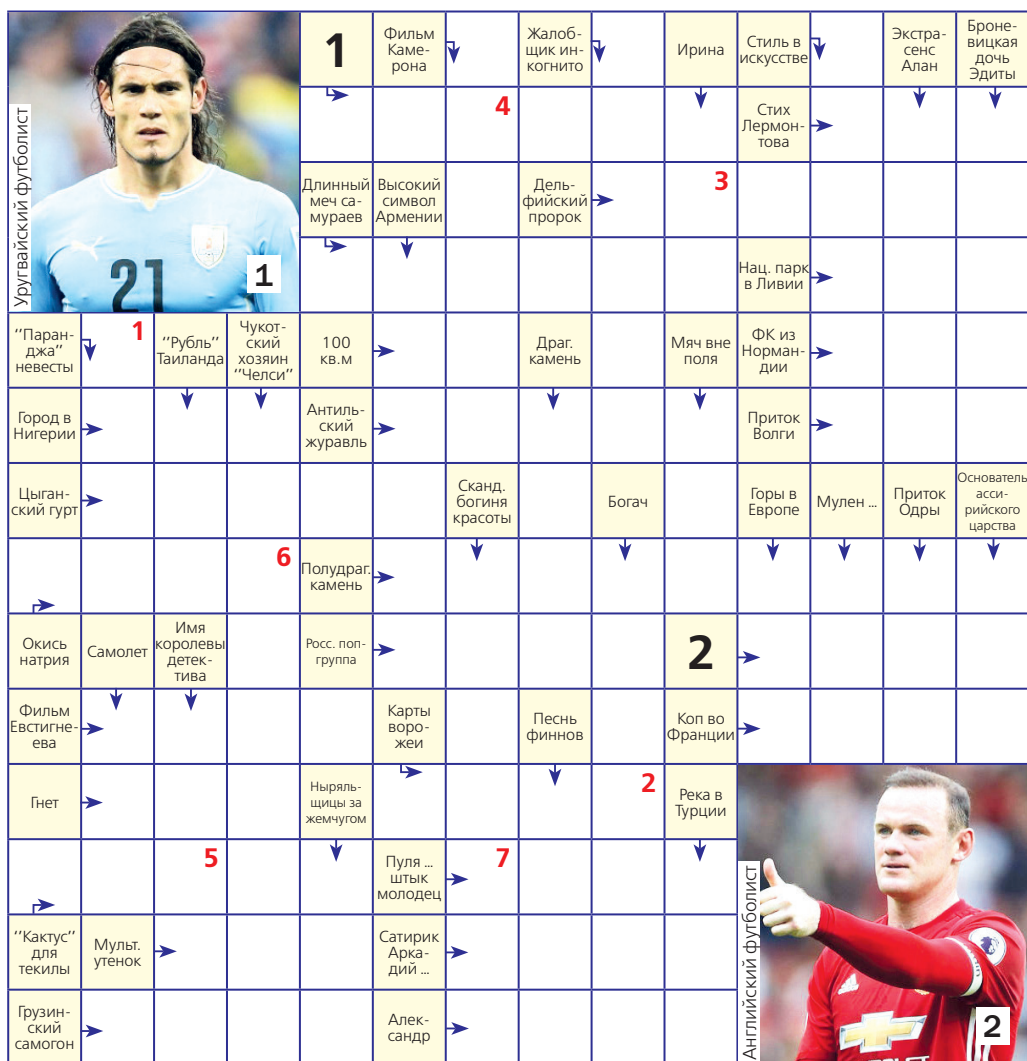 Уругвайский футболист
1
1
Фильм
Каме-
рона
Жалоб-
щик ин-
когнито
Ирина
Стиль в
искусстве
Экстра-
сенс
Алан
Броне-
вицкая
дочь
Эдиты
4
Стих
Лермон-
това
Длинный
меч са-
мураев
Высокий
символ
Армении
Дель-
фийский
пророк
3
21
Нац. парк
в Ливии
"Паран-
джа"
невесты
1
"Рубль"
Таиланда
Чукот-
ский
хозяин
"Челси"
100
кв.м
Драг.
камень
Мяч вне
поля
ФК из
Норман-
дии
Город в
Нигерии
Антиль-
ский
журавль
Приток
Волги
Цыган-
ский гурт
Сканд.
богиня
красоты
Богач
Горы в
Европе
Мулен ...
Приток
Одры
Основатель
асси-
рийского
царства
6
Полудраг.
камень
Окись
натрия
Самолет
Имя
королевы
детек-
тива
Росс. поп-
группа
2
Фильм
Евстигне-
ева
Карты
воро-
жеи
Песнь
финнов
Коп во
Франции
Гнет
Ныряль-
щицы за
жемчугом
2
Река в
Турции
5
Пуля ...
штык
молодец
7
"Кактус"
для
текилы
Мульт.
утенок
Сатирик
Арка-
дий ...
Грузин-
ский
самогон
Алек-
сандр
Английский футболист
CHEVROLET
2